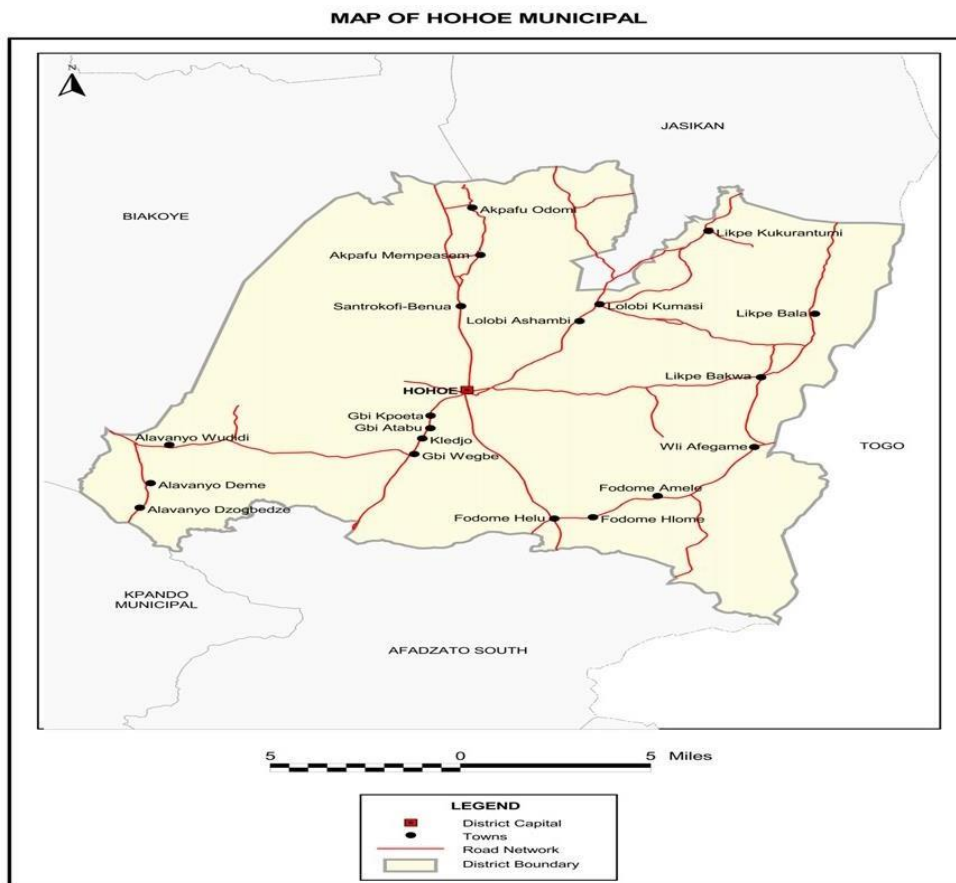 MAP OF HOHOE MUNICIPAL
N
JASIKAN
BIAKOYE
Akpafu Odomi
Likpe Kukurantumi
Akpafu Mempeasem
Santrokofi-Benua
Lolobi Kumasi
Lolobi Ashambi
Likpe Bala
Likpe Bakwa
HOHOE
Gbi Kpoeta
Gbi Atabu
Alavanyo Wudidi
Kledjo
Gbi Wegbe
Wli Afegame
TOGO
Alavanyo Deme
Fodome Amele
Alavanyo Dzogbedze
Fodome Helu
Fodome Hlome
KPANDO
MUNICIPAL
AFADZATO SOUTH
5 0 5 Miles
LEGEND
District Capital
Towns
Road Network
District Boundary